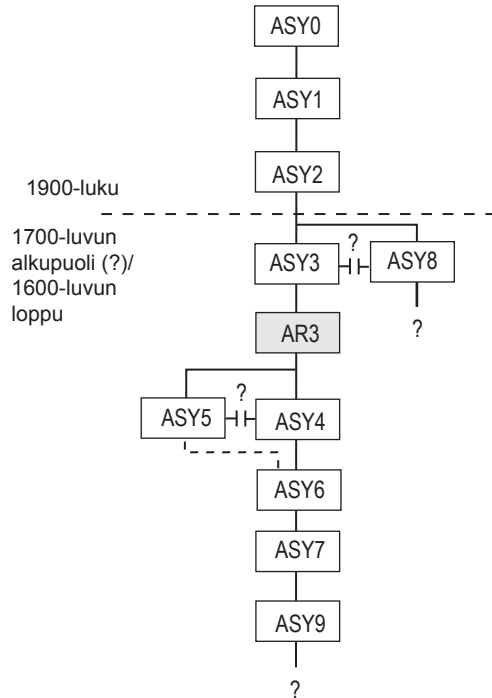 ASY0
ASY1
ASY2
1900-luku
1700-luvun
alkupuoli (?)/
1600-luvun
loppu
?
ASY3
ASY8
?
AR3
?
ASY5
ASY4
ASY6
ASY7
ASY9
?